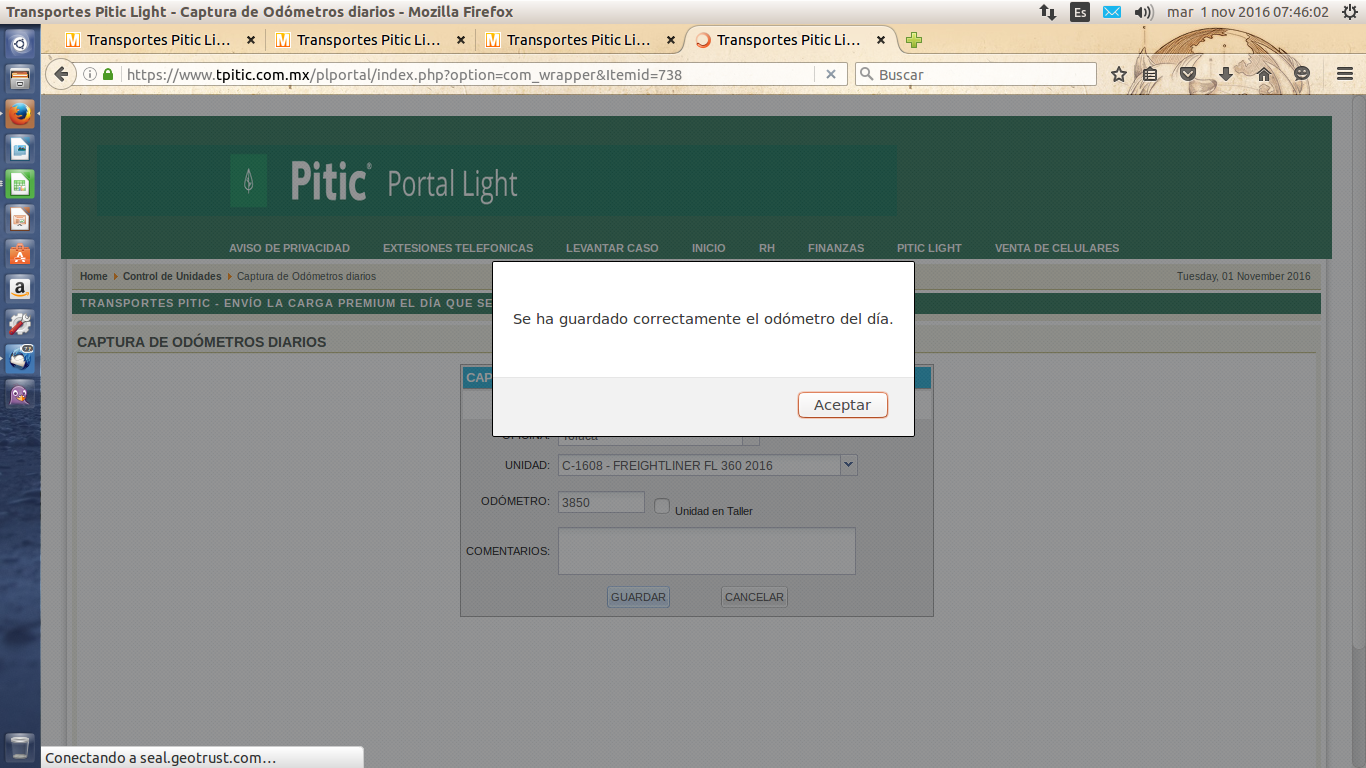 Transportes Pitic Light - Captura de Odómetros diarios - Mozilla Firefox
Es
mar 1 nov 2016 07:46:02
Transportes Pitic Li...
Transportes Pitic Li...
Transportes Pitic Li...
Transportes Pitic Li...
https://www.tpitic.com.mx/plportal/index.php?option=com_wrapper&Itemid=738
Buscar
Pitic® Portal Light
AVISO DE PRIVACIDAD
EXTESIONES TELEFONICAS
LEVANTAR CASO
INICIO
RH
FINANZAS
PITIC LIGHT
VENTA DE CELULARES
Home
Control de Unidades
Captura de Odómetros diarios
Tuesday, 01 November 2016
TRANSPORTES PITIC - ENVÍO LA CARGA PREMIUM EL DÍA QUE SE
Se ha guardado correctamente el odómetro del día.
Aceptar
CAPTURA DE ODÓMETROS DIARIOS
CAP
OFICINA:
Toluca
UNIDAD:
C-1608 - FREIGHTLINER FL 360 2016
ODÓMETRO:
3850
Unidad en Taller
COMENTARIOS:
GUARDAR
CANCELAR
Conectando a seal.geotrust.com...